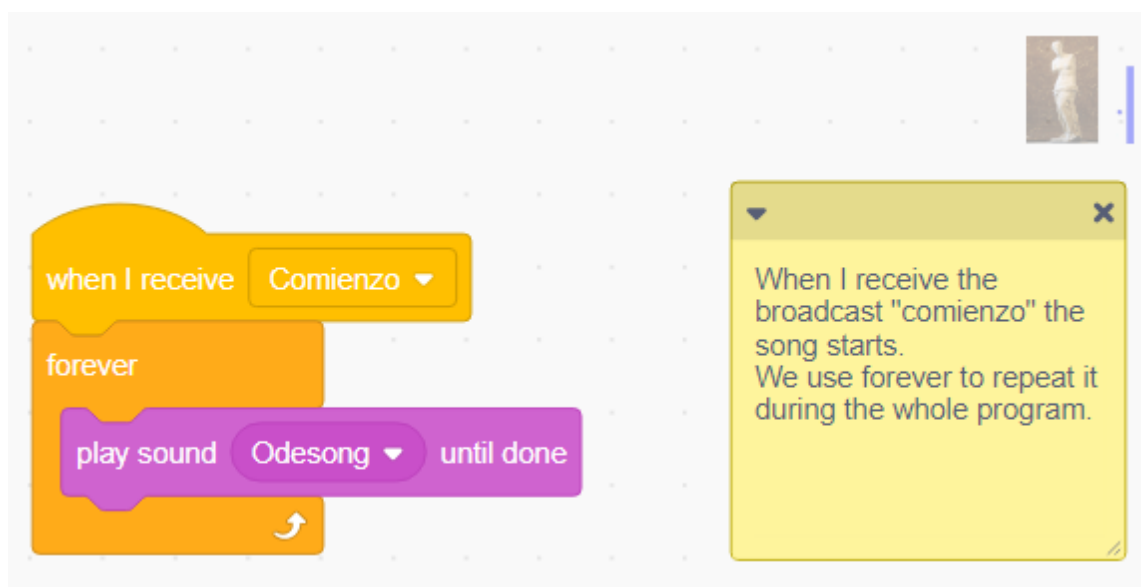 when I receive Comienzo
forever
play sound Odesong until done
When I receive the
broadcast "comienzo" the
song starts.
We use forever to repeat it
during the whole program.